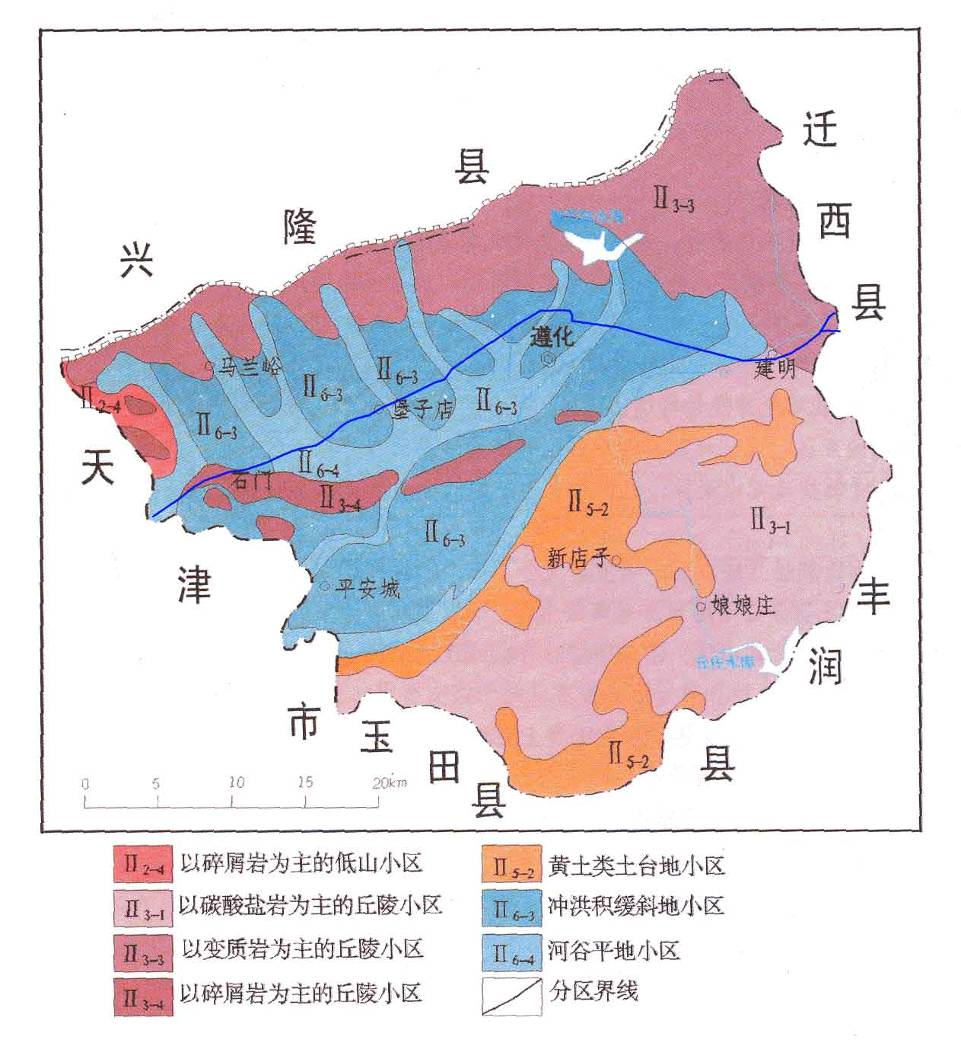 迁
西
县
县
隆
兴
Ⅱ3-3
遵化
马兰峪
Ⅱ6-3
Ⅱ6-3
建明
Ⅱ2-4
Ⅱ6-3
堡子店
Ⅱ6-3
天
石门
Ⅱ6-4
Ⅱ3-4
Ⅱ5-2
Ⅱ3-1
Ⅱ6-3
新店子
津
平安城
娘娘庄
丰
润
县
市
玉
田
县
Ⅱ5-2
0 5 10 15 20km
Ⅱ2-4 以碎屑岩为主的低山小区
Ⅱ3-1 以碳酸盐岩为主的丘陵小区
Ⅱ3-3 以变质岩为主的丘陵小区
Ⅱ3-4 以碎屑岩为主的丘陵小区
Ⅱ5-2 黄土类土台地小区
Ⅱ6-3 冲洪积缓斜地小区
Ⅱ6-4 河谷平地小区
分区界线